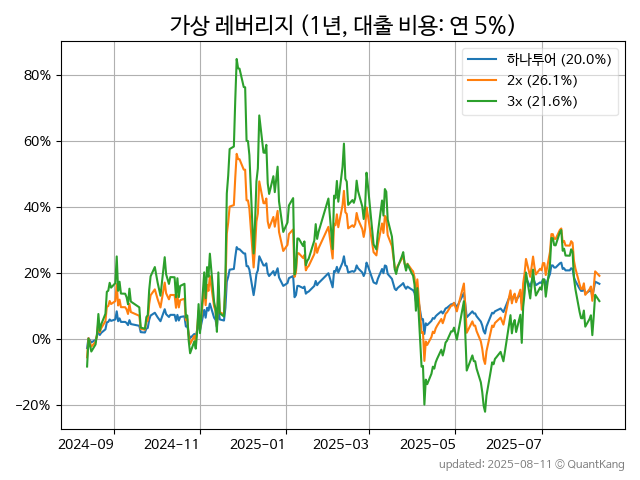 가상 레버리지 (1년, 대출 비용: 연 5%)
하나투어 (20.0%)
2x (26.1%)
3x (21.6%)
80%
60%
40%
20%
0%
−20%
2024-09 2024-11 2025-01 2025-03 2025-05 2025-07
updated: 2025-08-11 © QuantKang